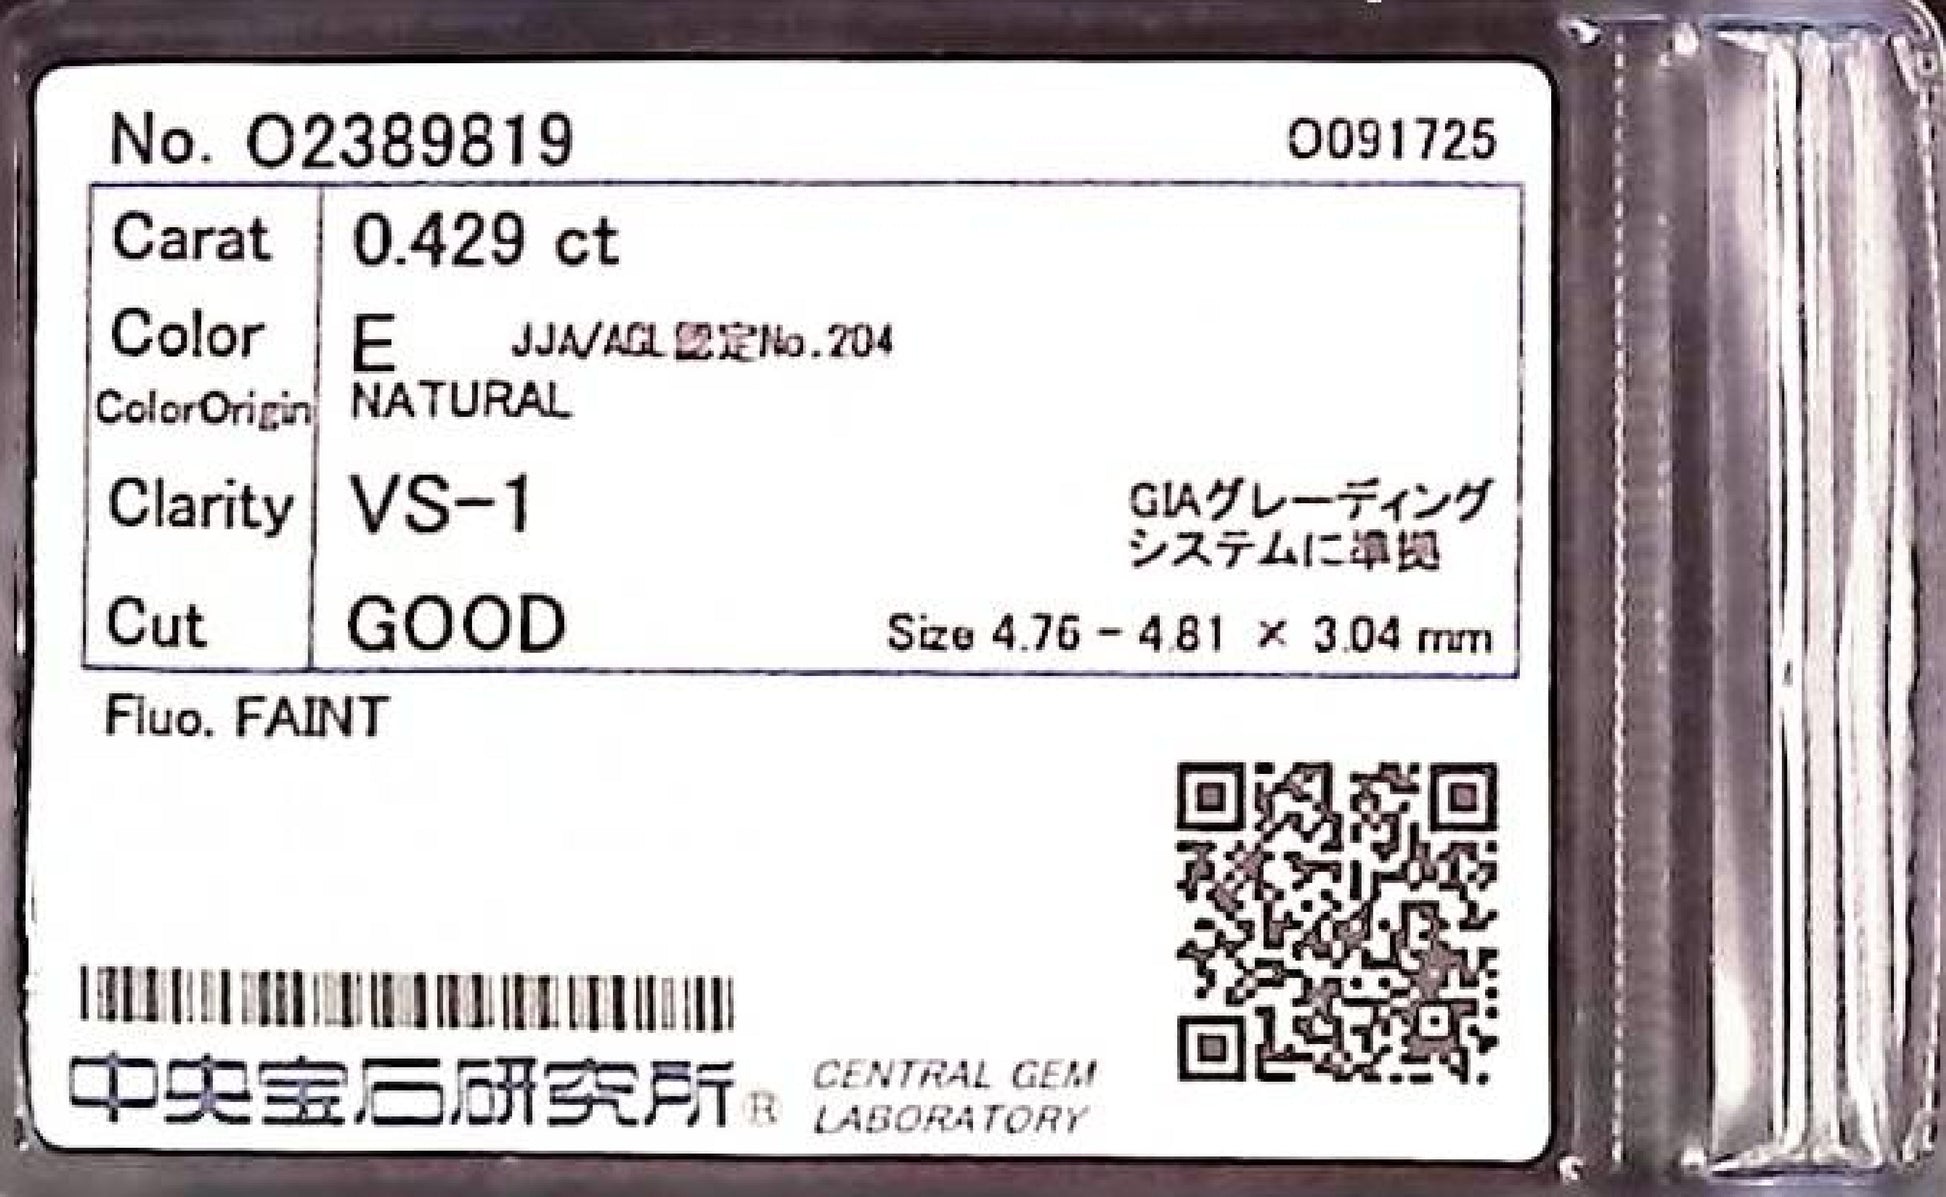 No. O2389819 O091725
Carat 0.429 ct
Color E JJA/AGL認定No.204
ColorOrigin NATURAL
Clarity VS-1
GIAグレーディング
システムに準拠
Cut GOOD Size 4.76 - 4.81 × 3.04 mm
Fluo. FAINT
中央宝石研究所® CENTRAL GEM
LABORATORY